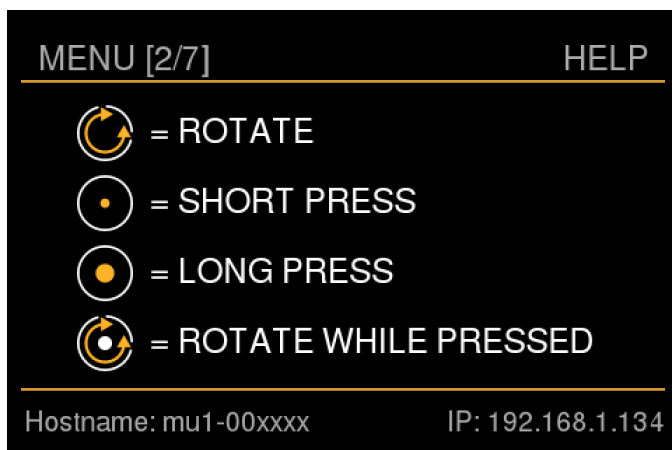 MENU [2/7] HELP
= ROTATE
= SHORT PRESS
= LONG PRESS
= ROTATE WHILE PRESSED
Hostname: mu1-00xxxx IP: 192.168.1.134